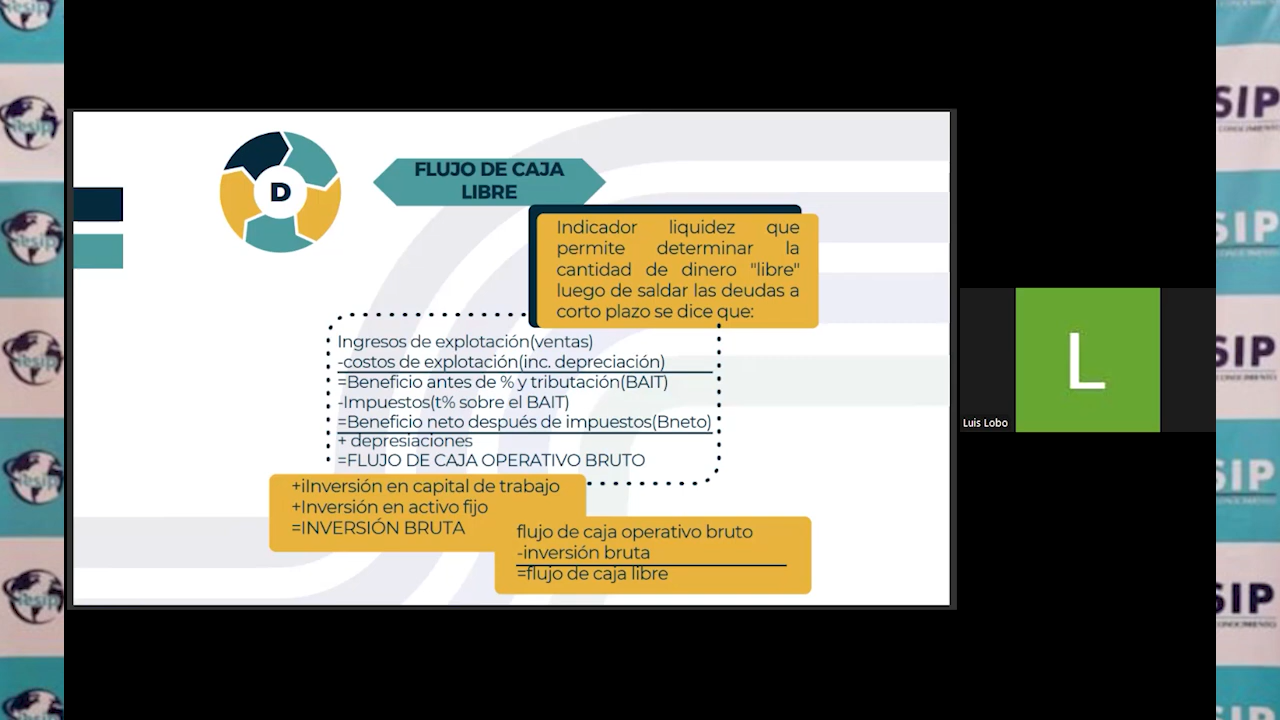 D
FLUJO DE CAJA
LIBRE
Indicador liquidez que
permite determinar la
cantidad de dinero "libre"
luego de saldar las deudas a
corto plazo se dice que:
Ingresos de explotación(ventas)
-costos de explotación(inc. depreciación)
=Beneficio antes de % y tributación(BAIT)
-Impuestos(t% sobre el BAIT)
=Beneficio neto después de impuestos(Bneto)
+ depresiaciones
=FLUJO DE CAJA OPERATIVO BRUTO
+iInversión en capital de trabajo
+Inversión en activo fijo
=INVERSIÓN BRUTA
flujo de caja operativo bruto
-inversión bruta
=flujo de caja libre
L
Luis Lobo
SIP
SIP
SIP
SIP
SIP